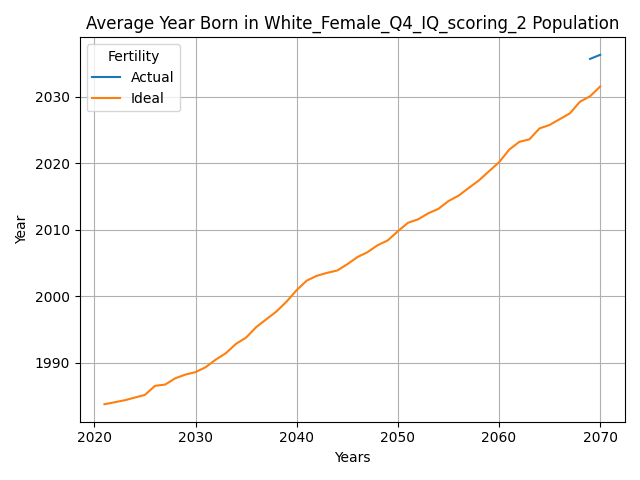 Average Year Born in White_Female_Q4_IQ_scoring_2 Population
Fertility
Actual
Ideal
2030
2020
2010
2000
1990
Year
2020 2030 2040 2050 2060 2070
Years